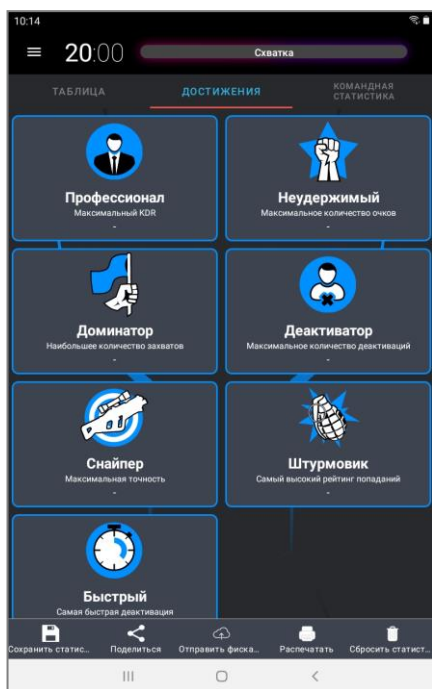 10:14
20:00
Схватка
ТАБЛИЦА
ДОСТИЖЕНИЯ
КОМАНДНАЯ
СТАТИСТИКА
Профессионал
Максимальный KDR
-
Неудержимый
Максимальное количество очков
-
Доминатор
Наибольшее количество захватов
-
Деактиватор
Максимальное количество деактиваций
-
Снайпер
Максимальная точность
-
Штурмовик
Самый высокий рейтинг попаданий
-
Быстрый
Самая быстрая деактивация
Сохранить статис...
Поделиться
Отправить фиска...
Распечатать
Сбросить статист...